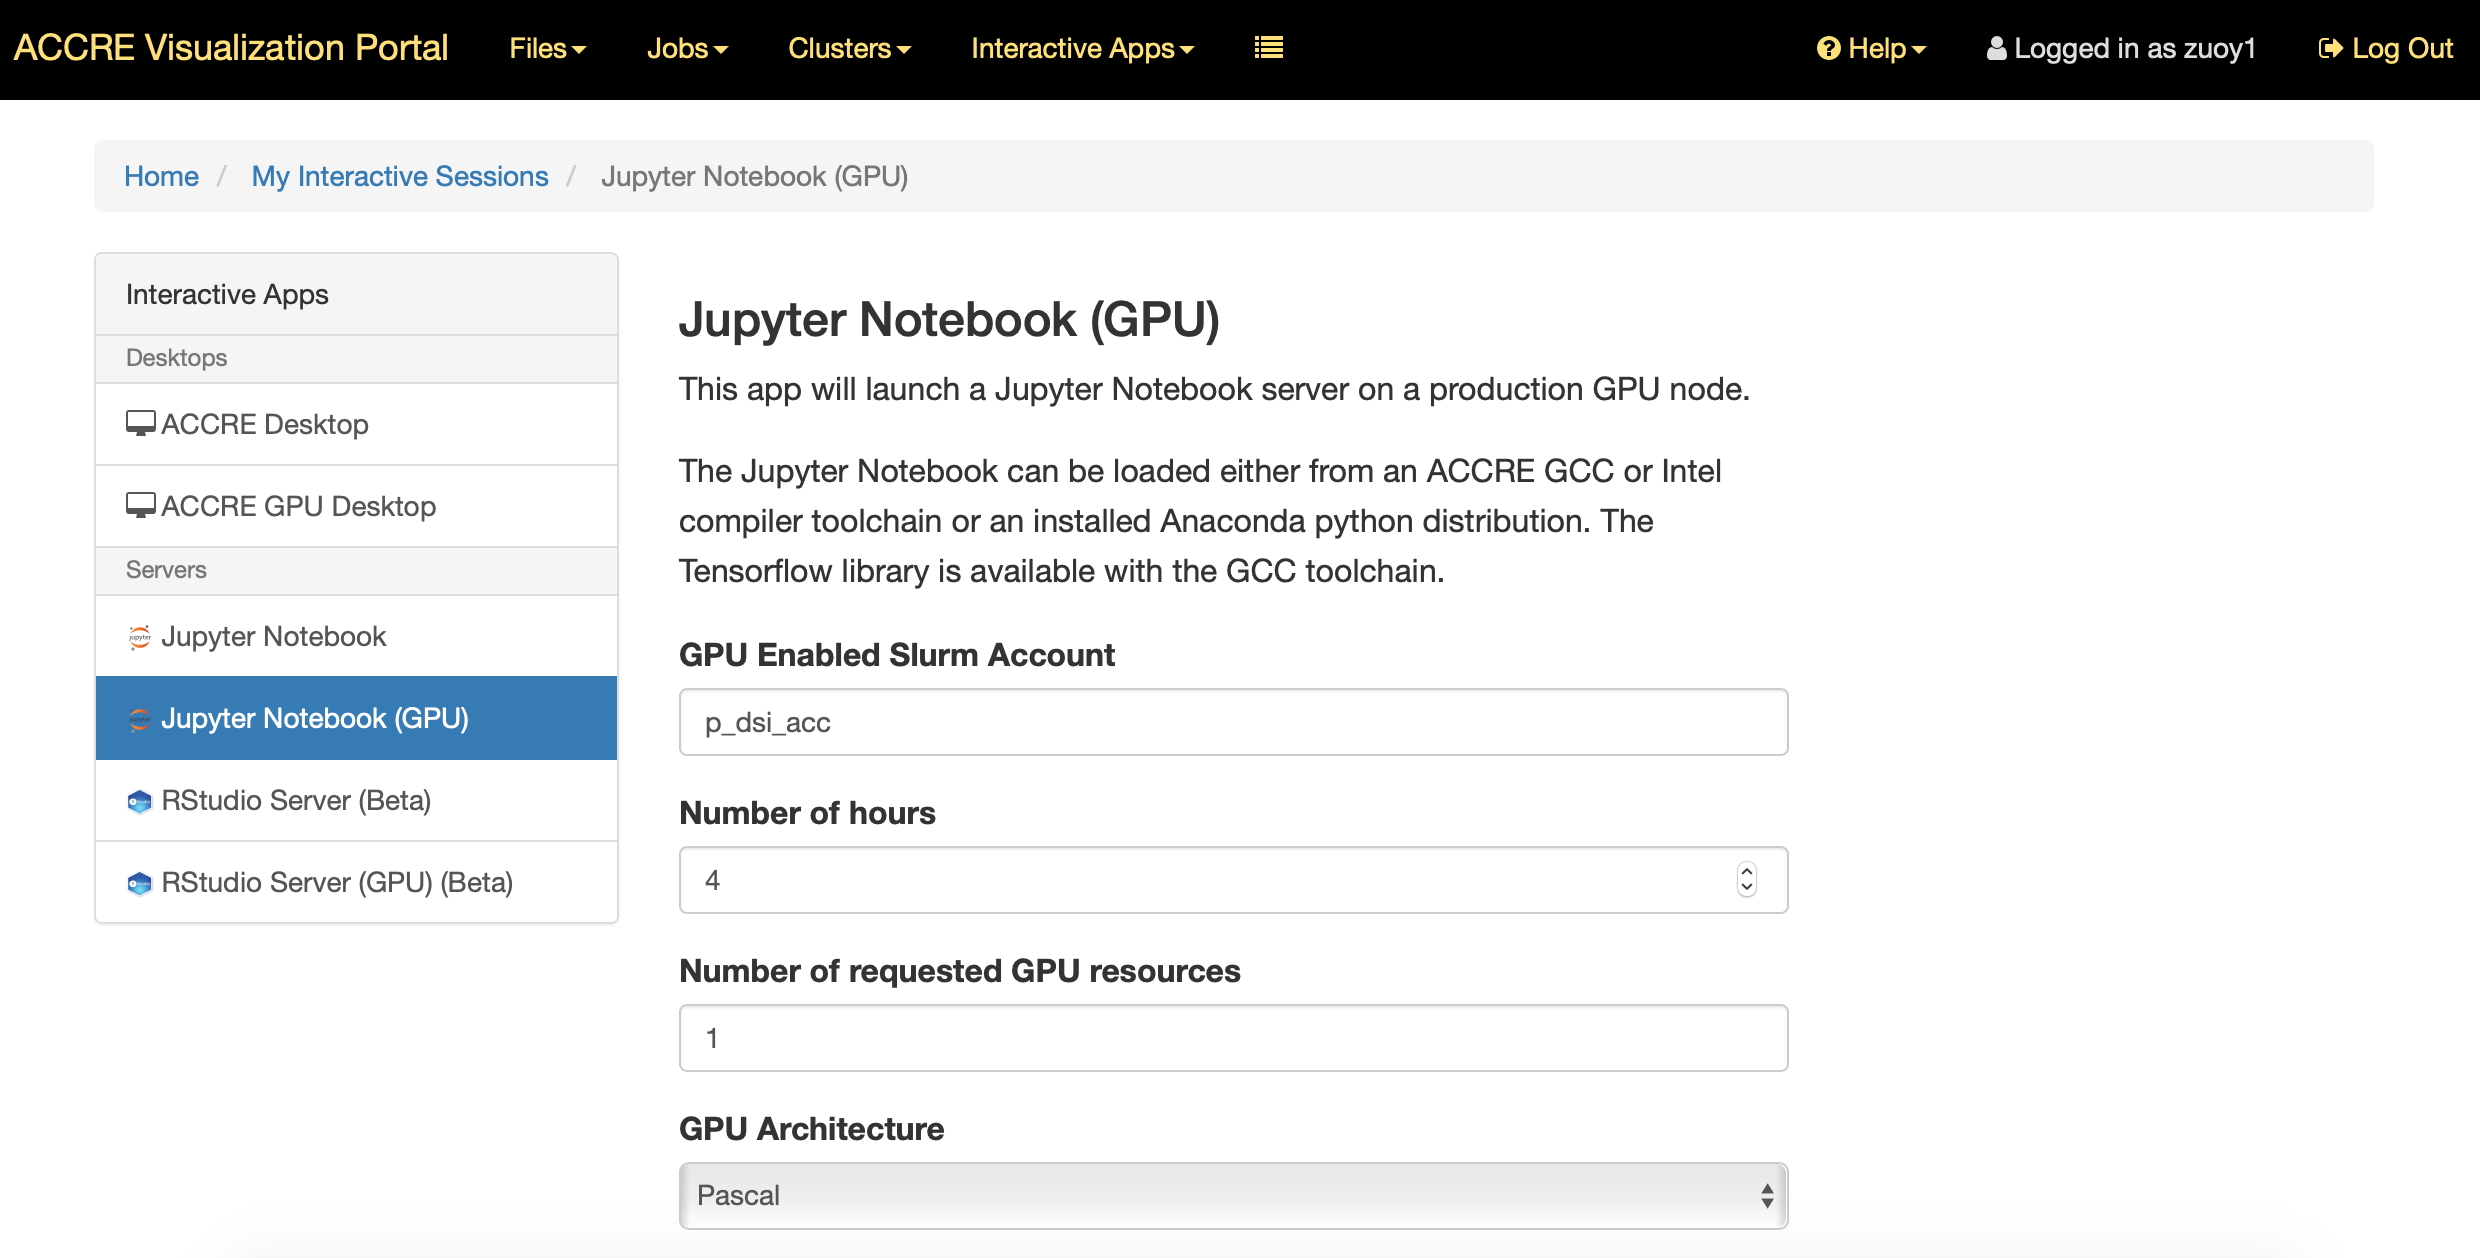 ACCRE Visualization Portal Files Jobs Clusters Interactive Apps Help Logged in as zuoy1 Log Out
Home / My Interactive Sessions / Jupyter Notebook (GPU)
Interactive Apps
Desktops
ACCRE Desktop
ACCRE GPU Desktop
Servers
Jupyter Notebook
Jupyter Notebook (GPU)
RStudio Server (Beta)
RStudio Server (GPU) (Beta)
Jupyter Notebook (GPU)
This app will launch a Jupyter Notebook server on a production GPU node.
The Jupyter Notebook can be loaded either from an ACCRE GCC or Intel
compiler toolchain or an installed Anaconda python distribution. The
Tensorflow library is available with the GCC toolchain.
GPU Enabled Slurm Account
p_dsi_acc
Number of hours
4
Number of requested GPU resources
1
GPU Architecture
Pascal